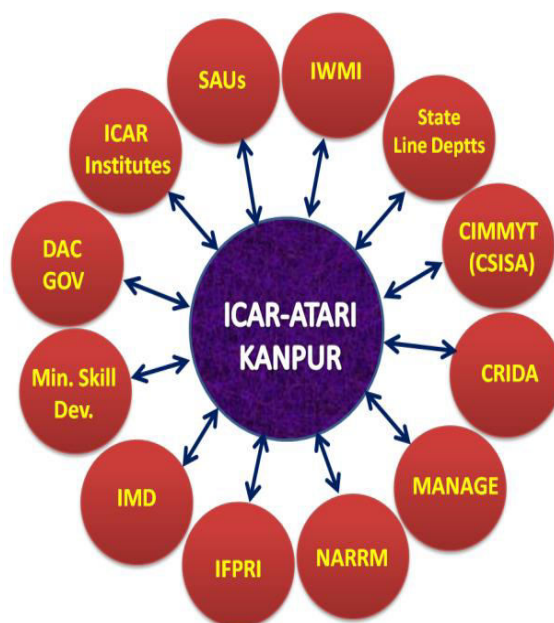 SAUs
IWMI
State
Line Deptts
CIMMYT
(CSISA)
CRIDA
MANAGE
NARRM
IFPRI
IMD
Min. Skill
Dev.
DAC
GOV
ICAR
Institutes
ICAR-ATARI
KANPUR